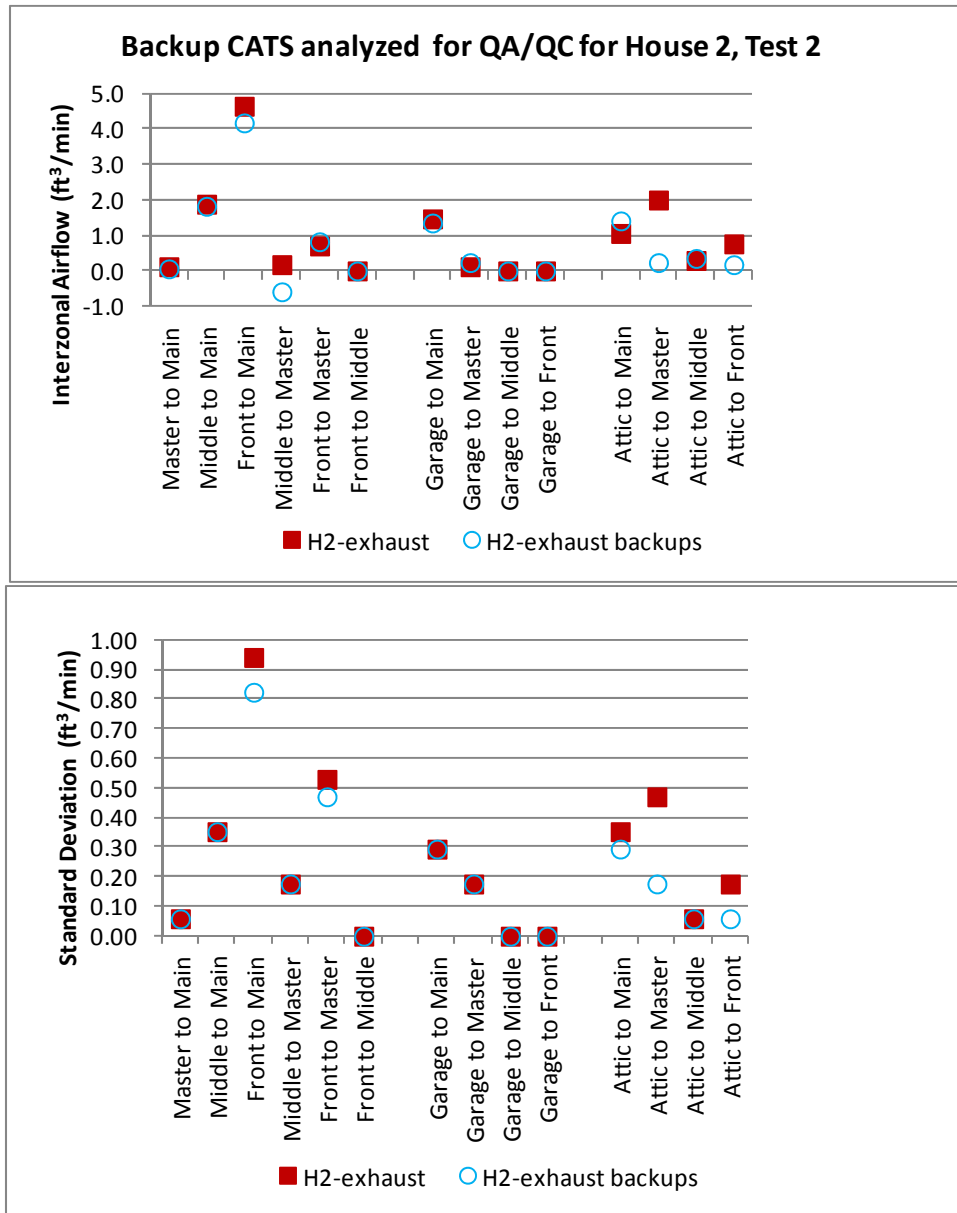 Backup CATS analyzed for QA/QC for House 2, Test 2
Interzonal Airflow (ft³/min)
5.0
4.0
3.0
2.0
1.0
0.0
-1.0
Master to Main
Middle to Main
Front to Main
Middle to Master
Front to Master
Front to Middle
Garage to Main
Garage to Master
Garage to Middle
Garage to Front
Attic to Main
Attic to Master
Attic to Middle
Attic to Front
H2-exhaust
H2-exhaust backups
Standard Deviation (ft³/min)
1.00
0.90
0.80
0.70
0.60
0.50
0.40
0.30
0.20
0.10
0.00
Master to Main
Middle to Main
Front to Main
Middle to Master
Front to Master
Front to Middle
Garage to Main
Garage to Master
Garage to Middle
Garage to Front
Attic to Main
Attic to Master
Attic to Middle
Attic to Front
H2-exhaust
H2-exhaust backups